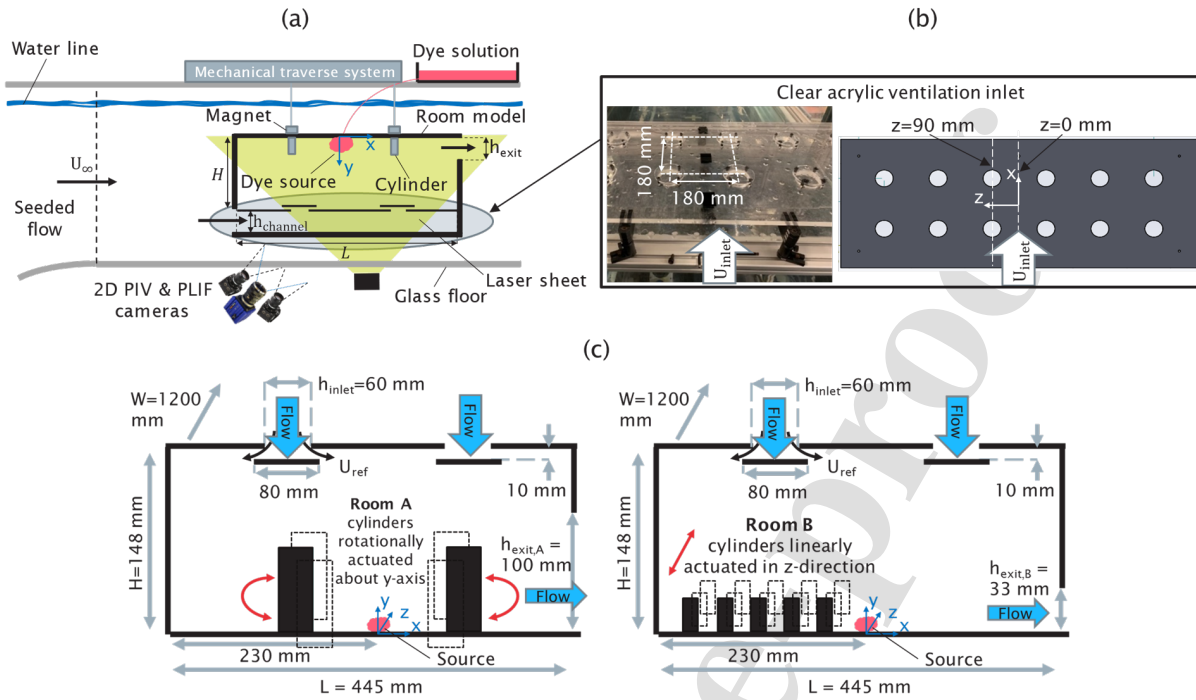 (a)
Water line
Dye solution
Mechanical traverse system
Magnet
Room model
x
y
h_exit
U_∞
H
Dye source
Cylinder
Seeded
flow
h_channel
L
Laser sheet
2D PIV & PLIF
cameras
Glass floor
(b)
Clear acrylic ventilation inlet
180 mm
180 mm
U_inlet
z=90 mm
z=0 mm
x
z
U_inlet
(c)
W=1200
mm
h_inlet=60 mm
Flow
Flow
U_ref
80 mm
10 mm
H=148 mm
Room A
cylinders
rotationally
actuated
about y-axis
h_exit,A =
100 mm
Flow
y
z
x
230 mm
Source
L = 445 mm
W=1200
mm
h_inlet=60 mm
Flow
Flow
U_ref
80 mm
10 mm
H=148 mm
Room B
cylinders linearly
actuated in z-direction
h_exit,B =
33 mm
Flow
y
z
x
230 mm
Source
L = 445 mm